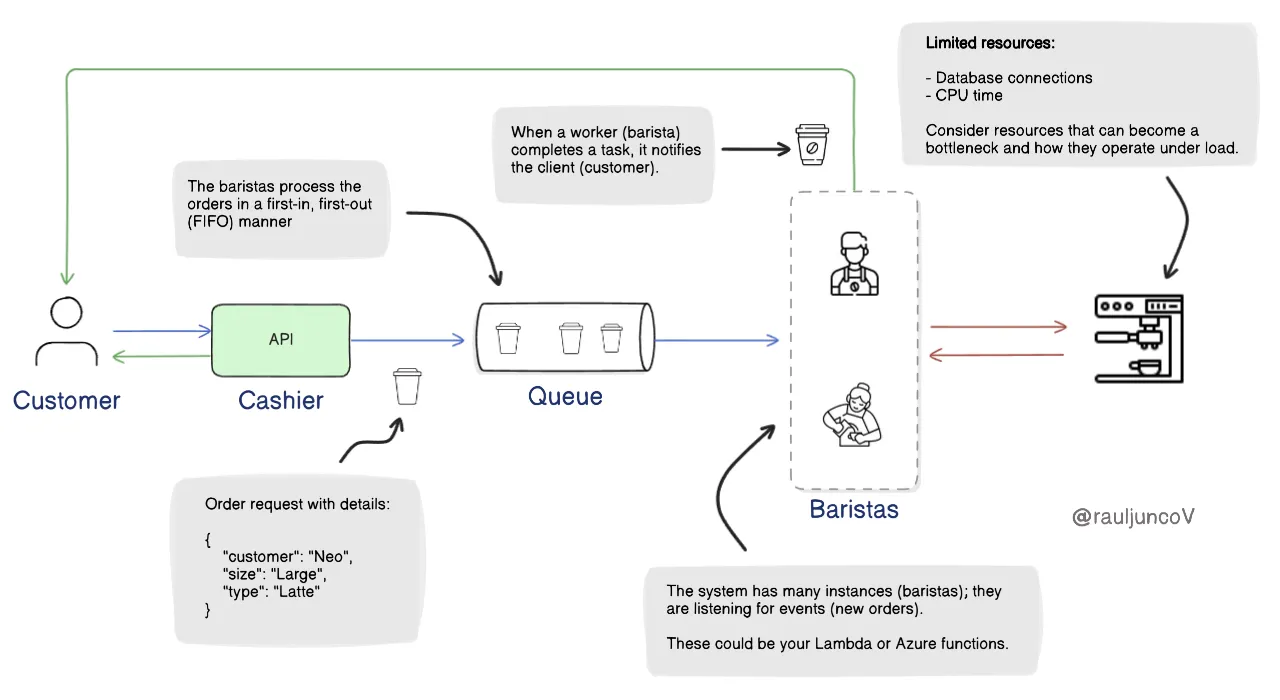 Limited resources:
- Database connections
- CPU time
Consider resources that can become a
bottleneck and how they operate under load.
When a worker (barista)
completes a task, it notifies
the client (customer).
The baristas process the
orders in a first-in, first-out
(FIFO) manner
API
Customer
Cashier
Queue
Baristas
Order request with details:
{
"customer": "Neo",
"size": "Large",
"type": "Latte"
}
@rauljuncoV
The system has many instances (baristas); they
are listening for events (new orders).
These could be your Lambda or Azure functions.